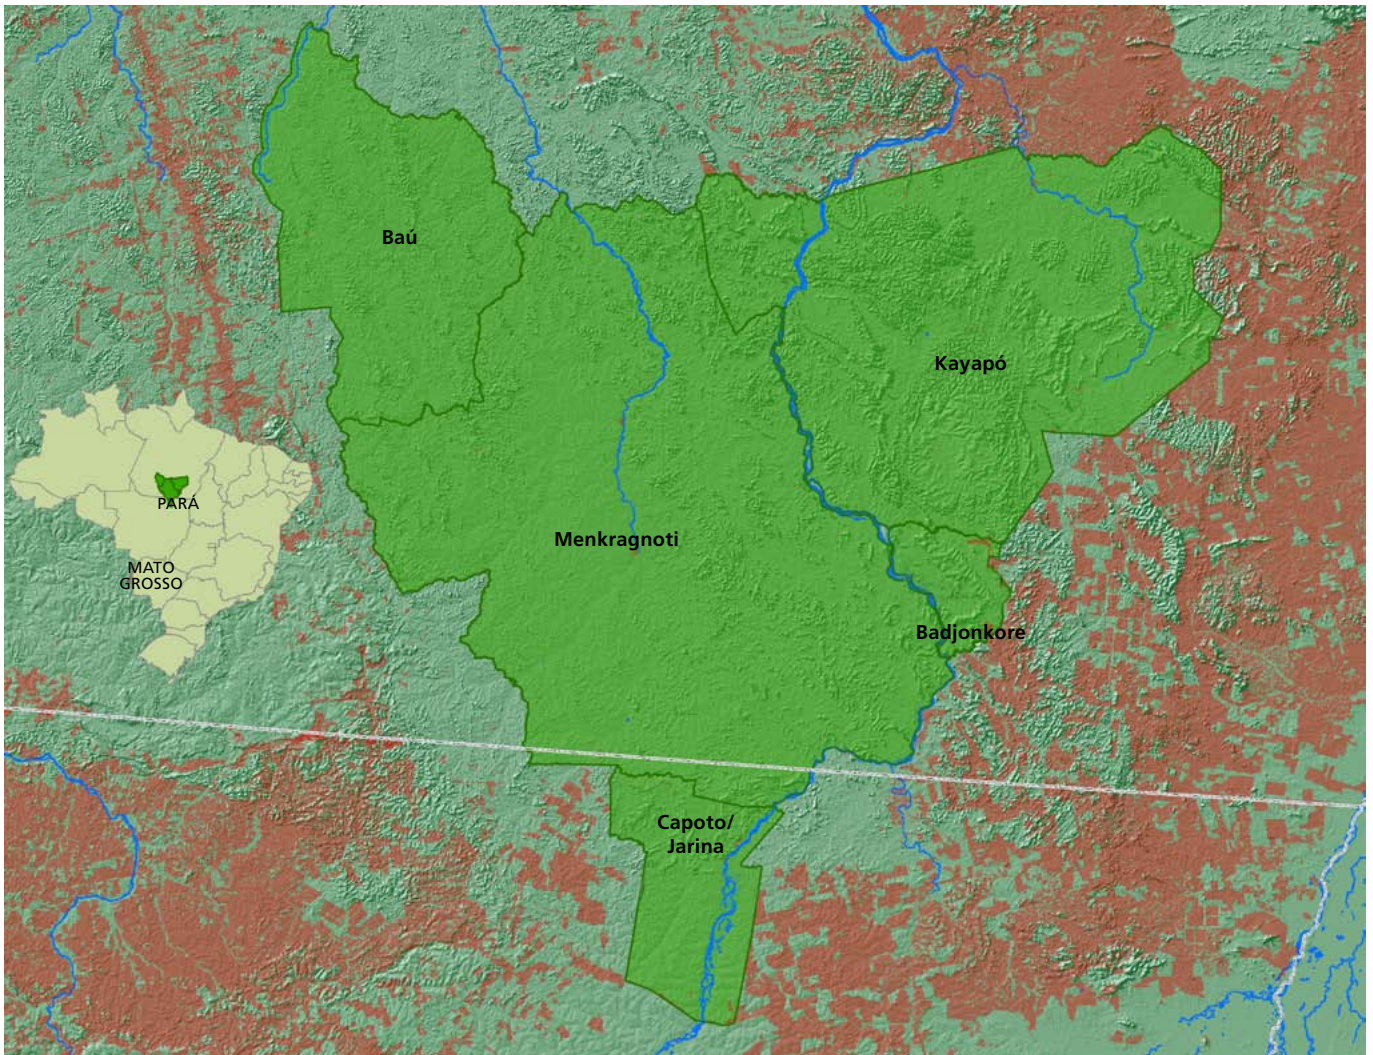 Baú
Kayapó
PARÁ
Menkragnoti
MATO
GROSSO
Badjonkore
Capoto/
Jarina